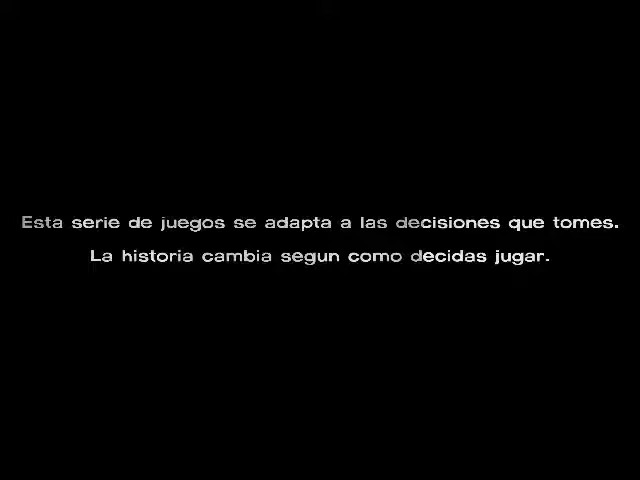 Esta serie de juegos se adapta a las decisiones que tomes.
La historia cambia segun como decidas jugar.